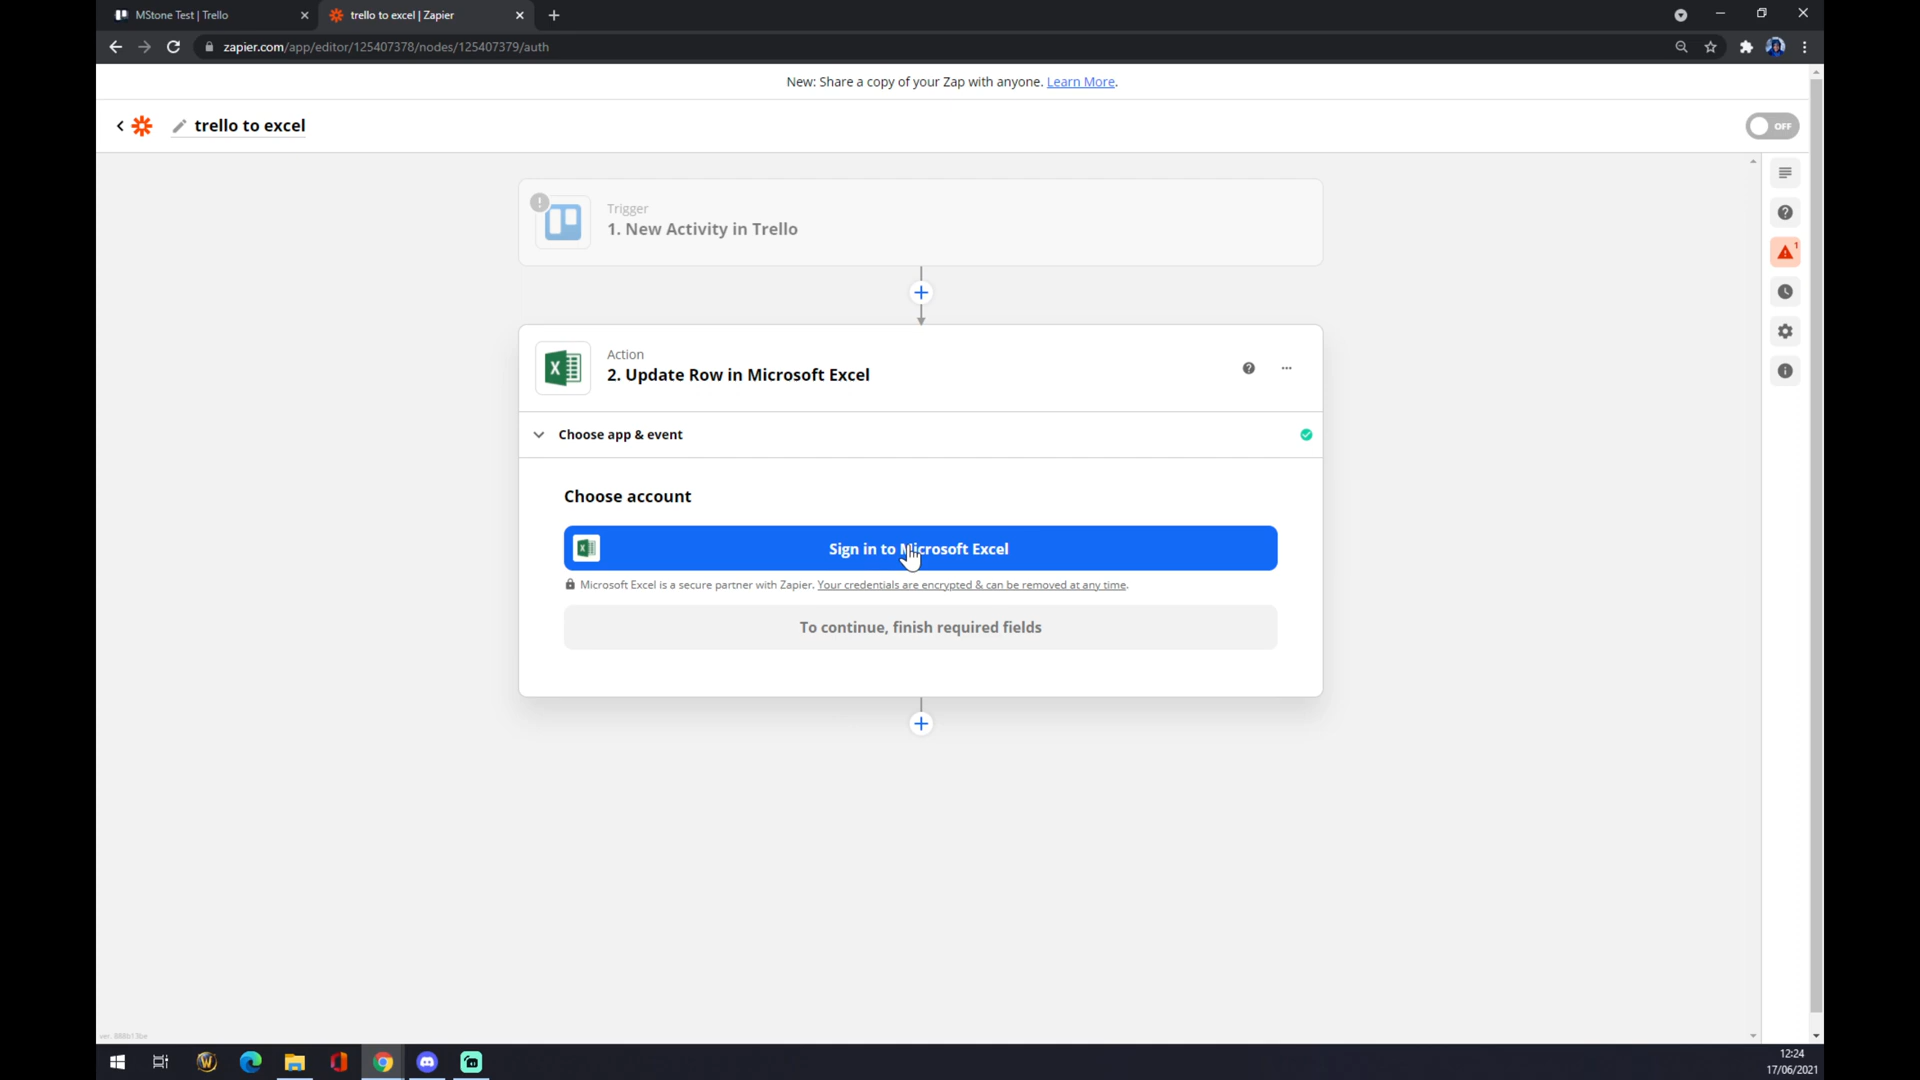 MStone Test | Trello
trello to excel | Zapier
zapier.com/app/editor/125407378/nodes/125407379/auth
New: Share a copy of your Zap with anyone. Learn More.
trello to excel
OFF
Trigger
1. New Activity in Trello
1
Action
2. Update Row in Microsoft Excel
Choose app & event
Choose account
Sign in to Microsoft Excel
Microsoft Excel is a secure partner with Zapier. Your credentials are encrypted & can be removed at any time.
To continue, finish required fields
12:24
17/06/2021